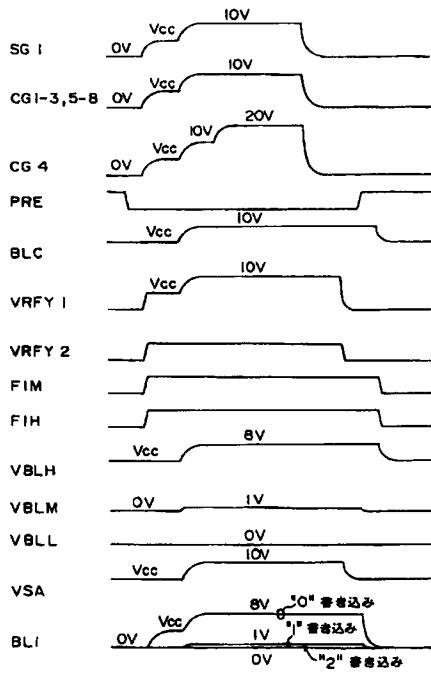 10V
Vcc
0V
SG 1
10V
Vcc
0V
CG1-3,5-8
20V
10V
Vcc
0V
CG 4
PRE
10V
Vcc
BLC
10V
Vcc
VRFY 1
VRFY 2
FIM
FIH
8V
Vcc
VBLH
0V 1V
VBLM
0V
VBLL
10V
VSA
8V "0" 書き込み
Vcc
0V 1V "1" 書き込み
BLi
0V "2" 書き込み